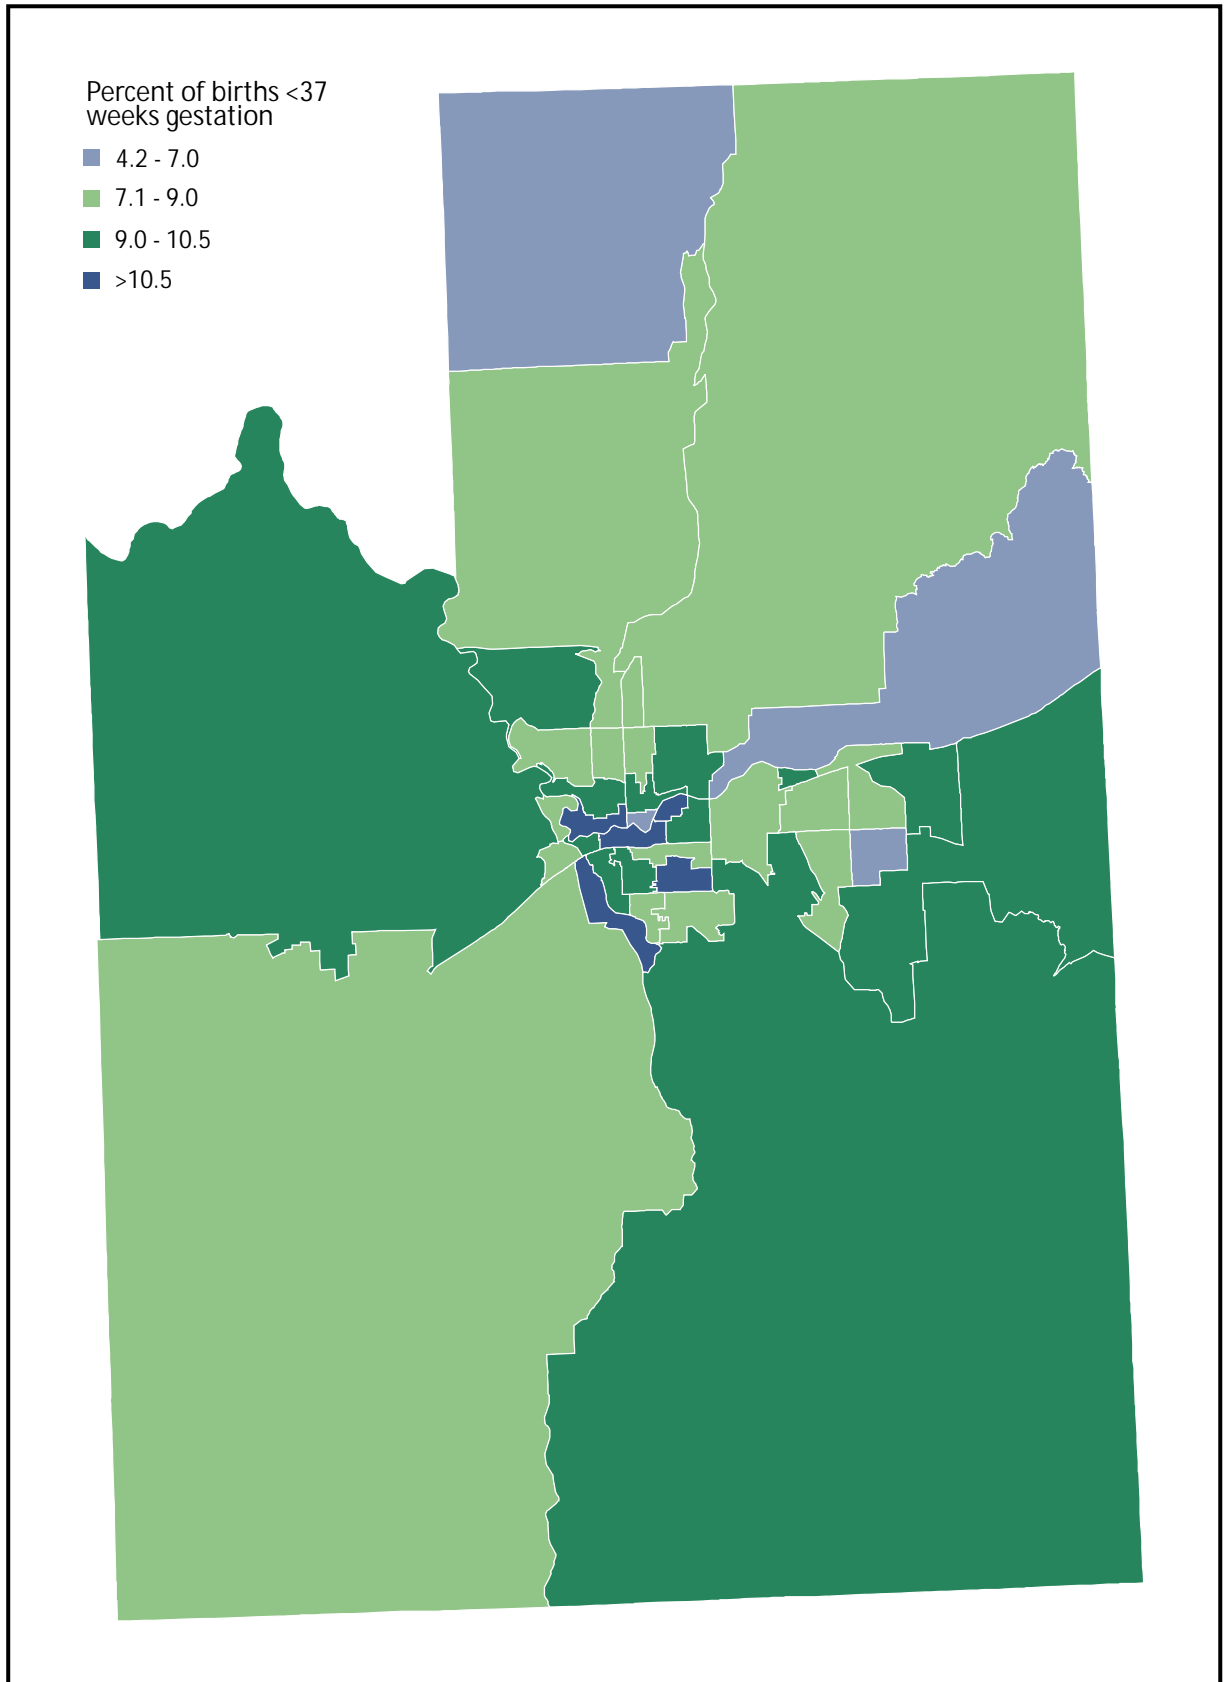 Percent of births <37
weeks gestation
4.2 - 7.0
7.1 - 9.0
9.0 - 10.5
>10.5